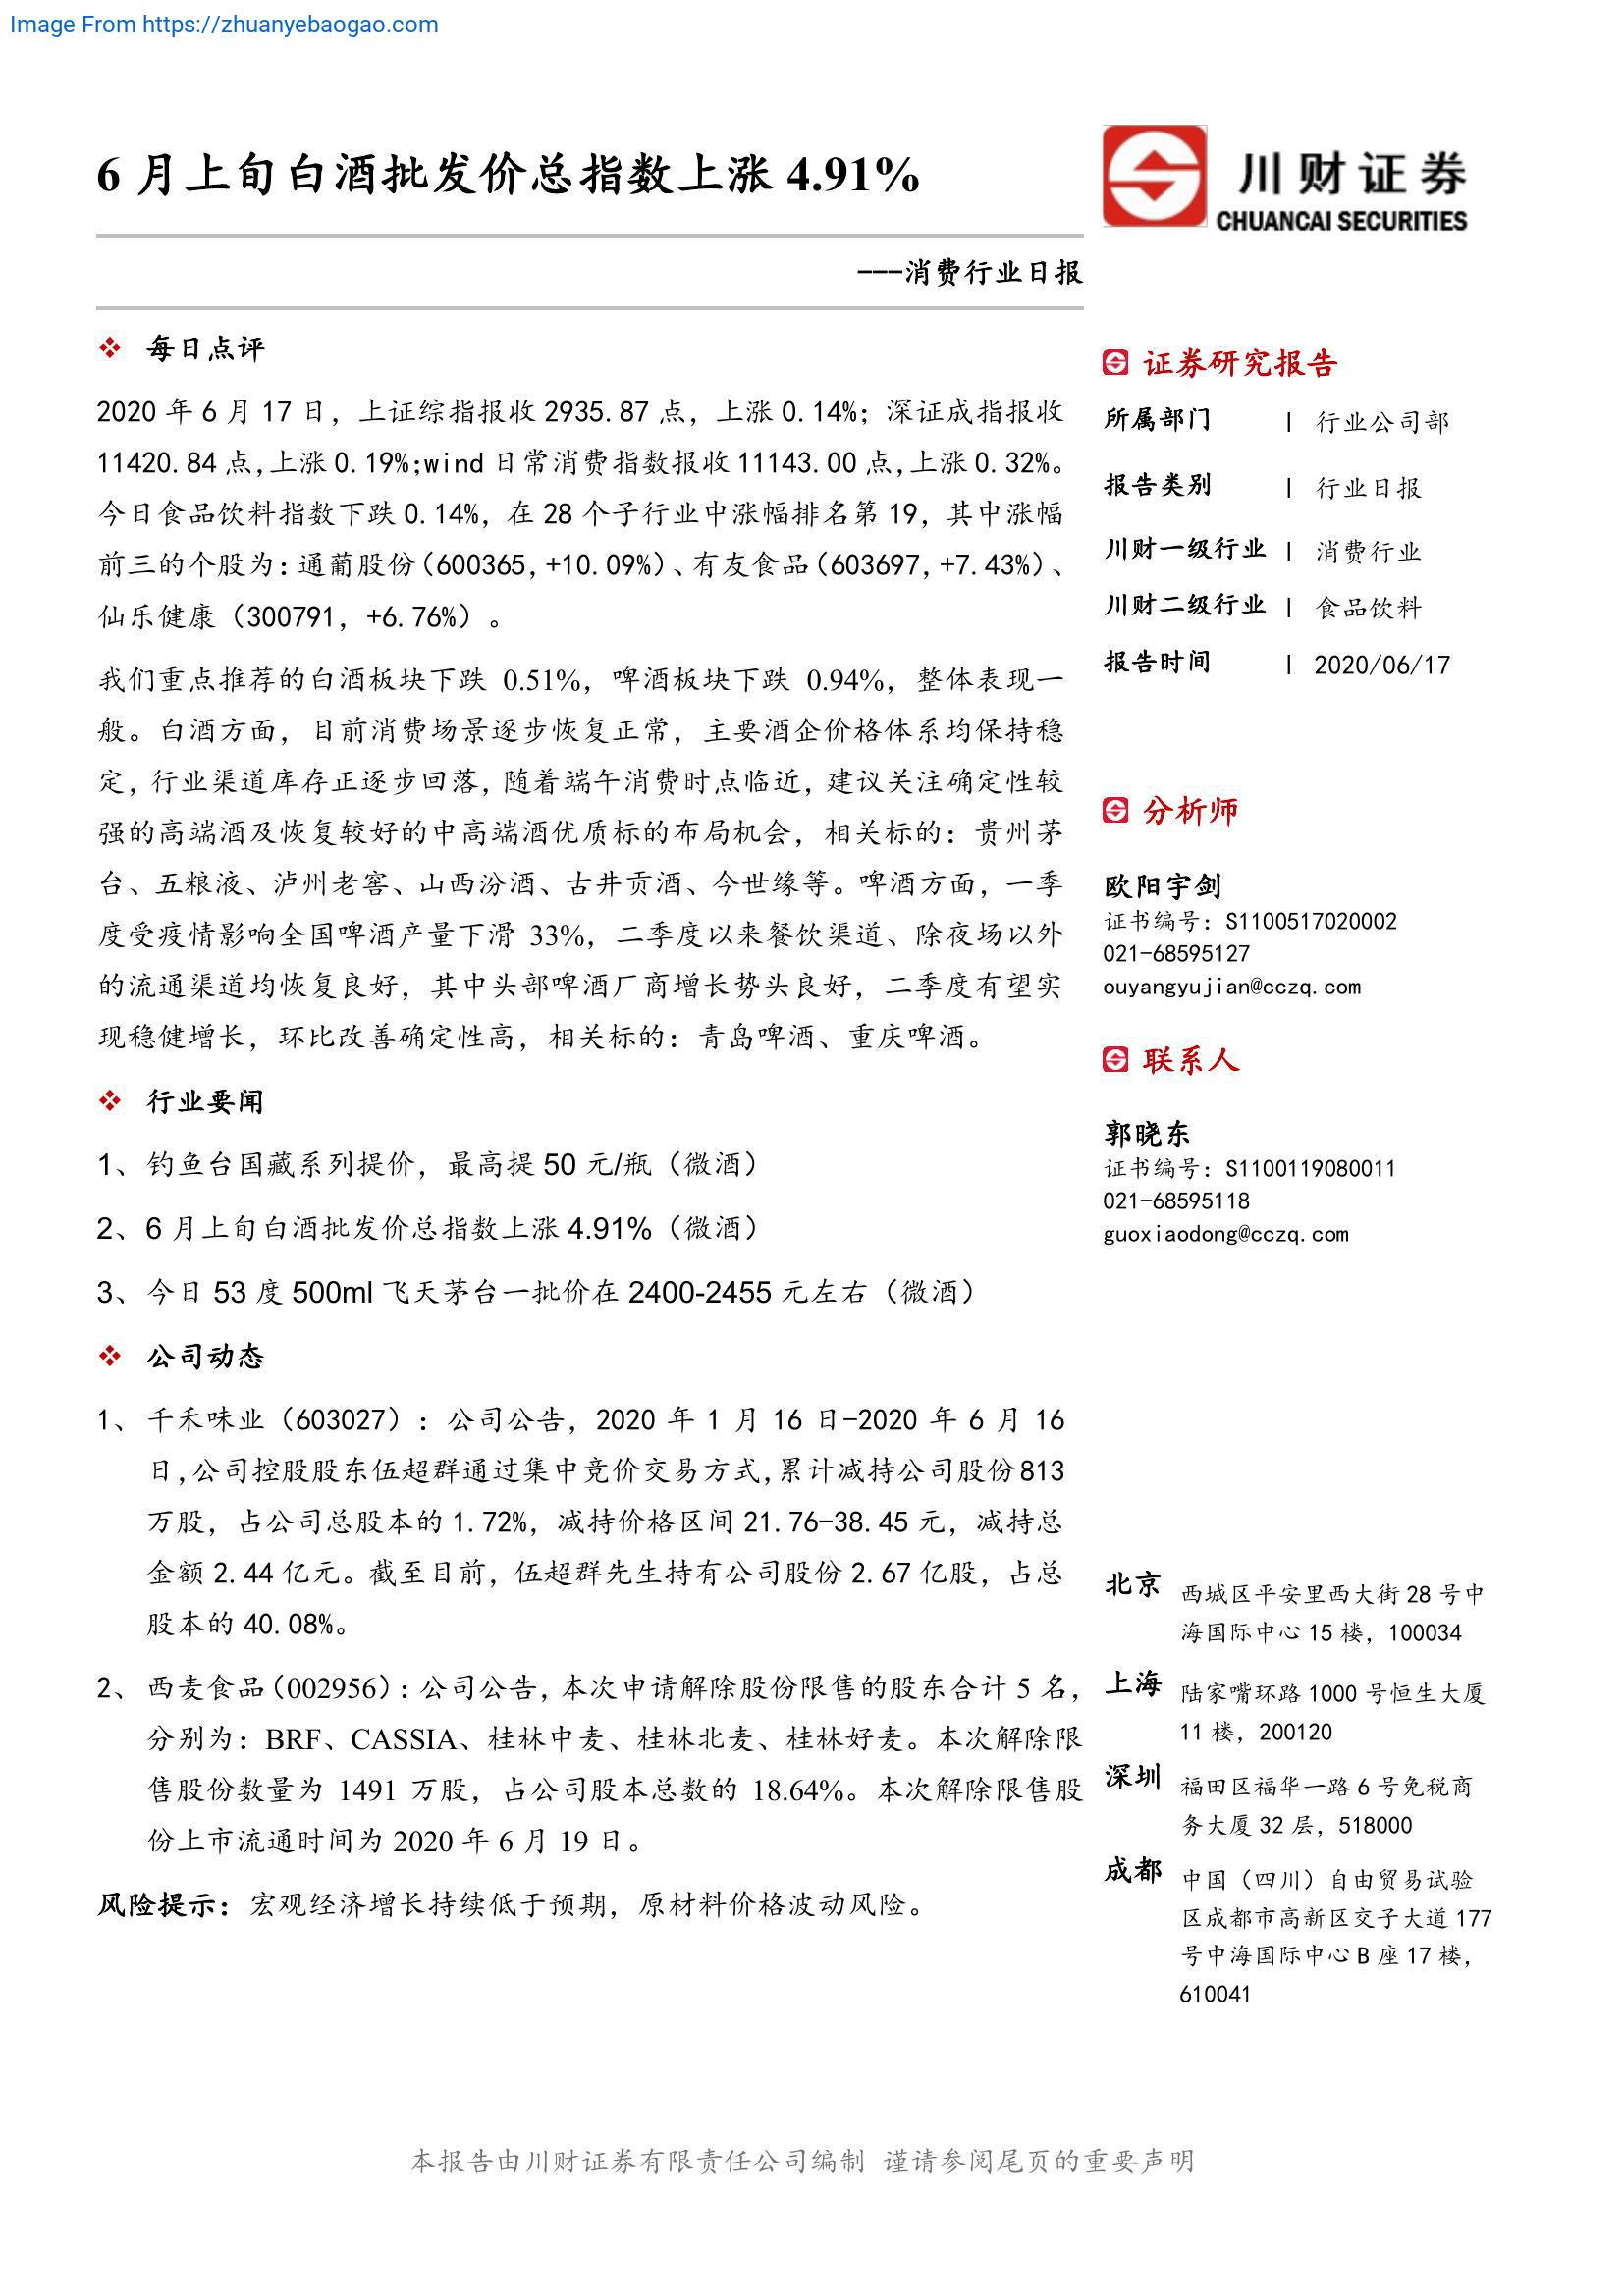 Image From https://zhuanyebaogao.com
6 月上旬白酒批发价总指数上涨 4.91%
川财证券
CHUANCAI SECURITIES
---消费行业日报
每日点评
2020 年 6 月 17 日，上证综指报收 2935.87 点，上涨 0.14%；深证成指报收
11420.84 点,上涨 0.19%;wind 日常消费指数报收 11143.00 点,上涨 0.32%。
今日食品饮料指数下跌 0.14%，在 28 个子行业中涨幅排名第 19，其中涨幅
前三的个股为：通葡股份（600365,+10.09%）、有友食品（603697,+7.43%）、
仙乐健康（300791，+6.76%）。
我们重点推荐的白酒板块下跌 0.51%，啤酒板块下跌 0.94%，整体表现一
般。白酒方面，目前消费场景逐步恢复正常，主要酒企价格体系均保持稳
定，行业渠道库存正逐步回落，随着端午消费时点临近，建议关注确定性较
强的高端酒及恢复较好的中高端酒优质标的布局机会，相关标的：贵州茅
台、五粮液、泸州老窖、山西汾酒、古井贡酒、今世缘等。啤酒方面，一季
度受疫情影响全国啤酒产量下滑 33%，二季度以来餐饮渠道、除夜场以外
的流通渠道均恢复良好，其中头部啤酒厂商增长势头良好，二季度有望实
现稳健增长，环比改善确定性高，相关标的：青岛啤酒、重庆啤酒。
行业要闻
1、钓鱼台国藏系列提价，最高提 50 元/瓶（微酒）
2、6 月上旬白酒批发价总指数上涨 4.91%（微酒）
3、今日 53 度 500ml 飞天茅台一批价在 2400-2455 元左右（微酒）
公司动态
1、千禾味业（603027）：公司公告，2020 年 1 月 16 日-2020 年 6 月 16
日,公司控股股东伍超群通过集中竞价交易方式,累计减持公司股份 813
万股，占公司总股本的 1.72%，减持价格区间 21.76-38.45 元，减持总
金额 2.44 亿元。截至目前，伍超群先生持有公司股份 2.67 亿股，占总
股本的 40.08%。
2、西麦食品（002956）：公司公告，本次申请解除股份限售的股东合计 5 名，
分别为：BRF、CASSIA、桂林中麦、桂林北麦、桂林好麦。本次解除限
售股份数量为 1491 万股，占公司股本总数的 18.64%。本次解除限售股
份上市流通时间为 2020 年 6 月 19 日。
风险提示：宏观经济增长持续低于预期，原材料价格波动风险。
证券研究报告
所属部门 | 行业公司部
报告类别 | 行业日报
川财一级行业 | 消费行业
川财二级行业 | 食品饮料
报告时间 | 2020/06/17
分析师
欧阳宇剑
证书编号：S1100517020002
021-68595127
ouyangyujian@cczq.com
联系人
郭晓东
证书编号：S1100119080011
021-68595118
guoxiaodong@cczq.com
北京 西城区平安里西大街 28 号中
海国际中心 15 楼，100034
上海 陆家嘴环路 1000 号恒生大厦
11 楼，200120
深圳 福田区福华一路 6 号免税商
务大厦 32 层，518000
成都 中国（四川）自由贸易试验
区成都市高新区交子大道 177
号中海国际中心 B 座 17 楼，
610041
本报告由川财证券有限责任公司编制 谨请参阅尾页的重要声明